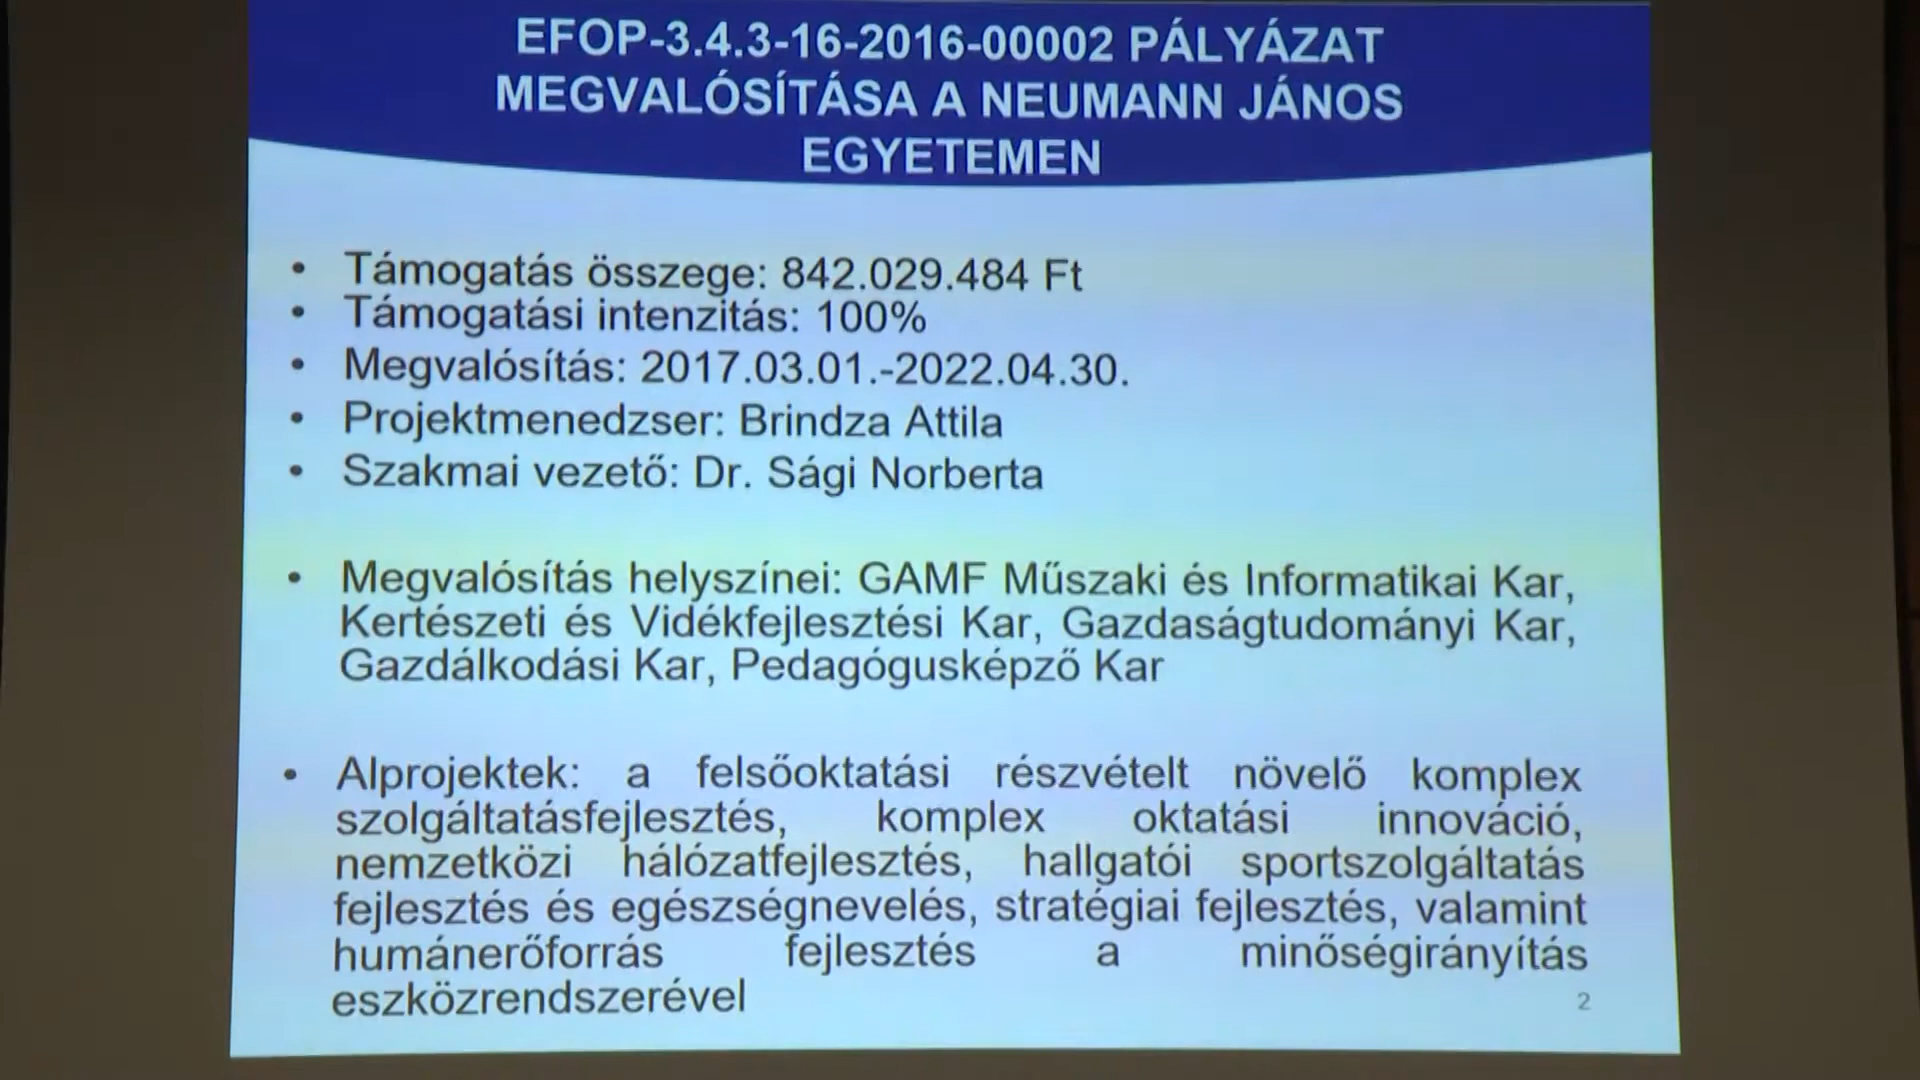 EFOP-3.4.3-16-2016-00002 PÁLYÁZAT
MEGVALÓSÍTÁSA A NEUMANN JÁNOS
EGYETEMEN
• Támogatás összege: 842.029.484 Ft
• Támogatási intenzitás: 100%
• Megvalósítás: 2017.03.01.-2022.04.30.
• Projektmenedzser: Brindza Attila
• Szakmai vezető: Dr. Sági Norberta
• Megvalósítás helyszínei: GAMF Műszaki és Informatikai Kar,
Kertészeti és Vidékfejlesztési Kar, Gazdaságtudományi Kar,
Gazdálkodási Kar, Pedagógusképző Kar
• Alprojektek: a felsőoktatási részvételt növelő komplex
szolgáltatásfejlesztés, komplex oktatási innováció,
nemzetközi hálózatfejlesztés, hallgatói sportszolgáltatás
fejlesztés és egészségnevelés, stratégiai fejlesztés, valamint
humánerőforrás fejlesztés a minőségirányítás
eszközrendszerével
2